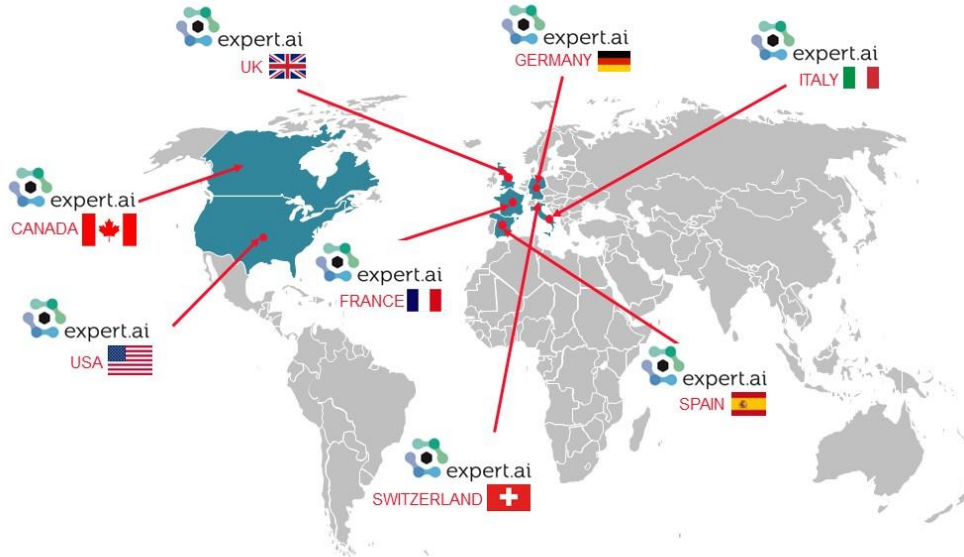 expert.ai
UK
expert.ai
GERMANY
expert.ai
ITALY
expert.ai
CANADA
expert.ai
FRANCE
expert.ai
USA
expert.ai
SPAIN
expert.ai
SWITZERLAND